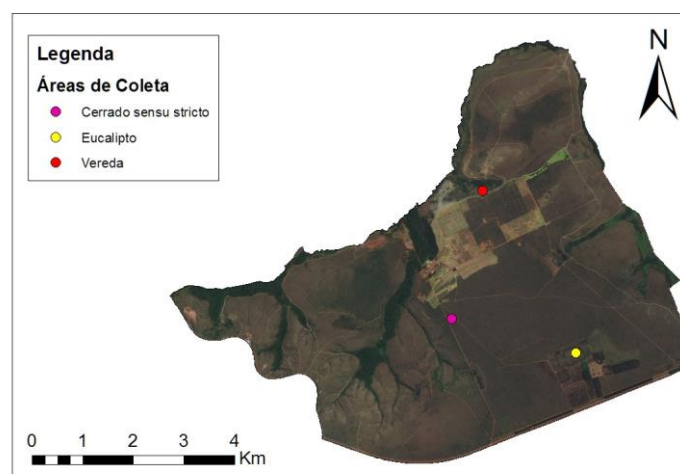 Legenda
Áreas de Coleta
Cerrado sensu stricto
Eucalipto
Vereda
N
0 1 2 3 4
Km